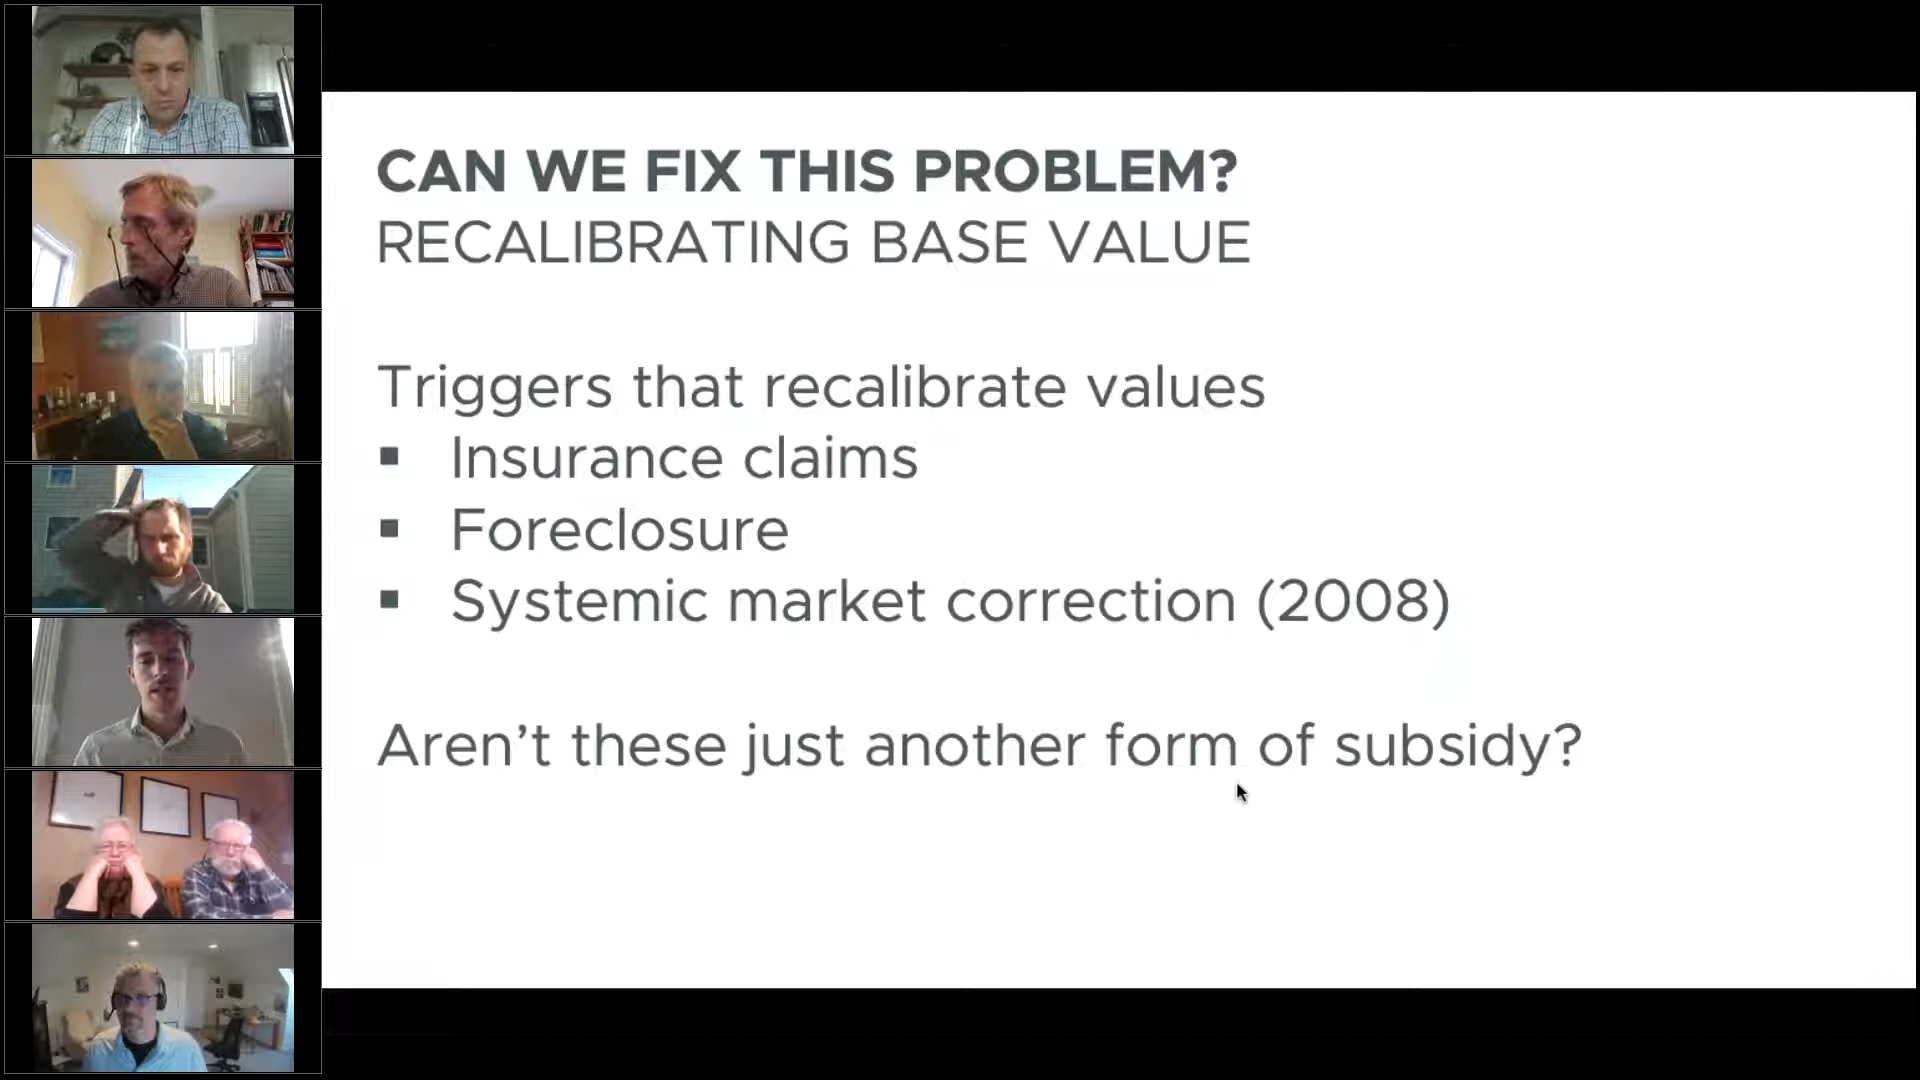 CAN WE FIX THIS PROBLEM?
RECALIBRATING BASE VALUE
Triggers that recalibrate values
▪ Insurance claims
▪ Foreclosure
▪ Systemic market correction (2008)
Aren’t these just another form of subsidy?